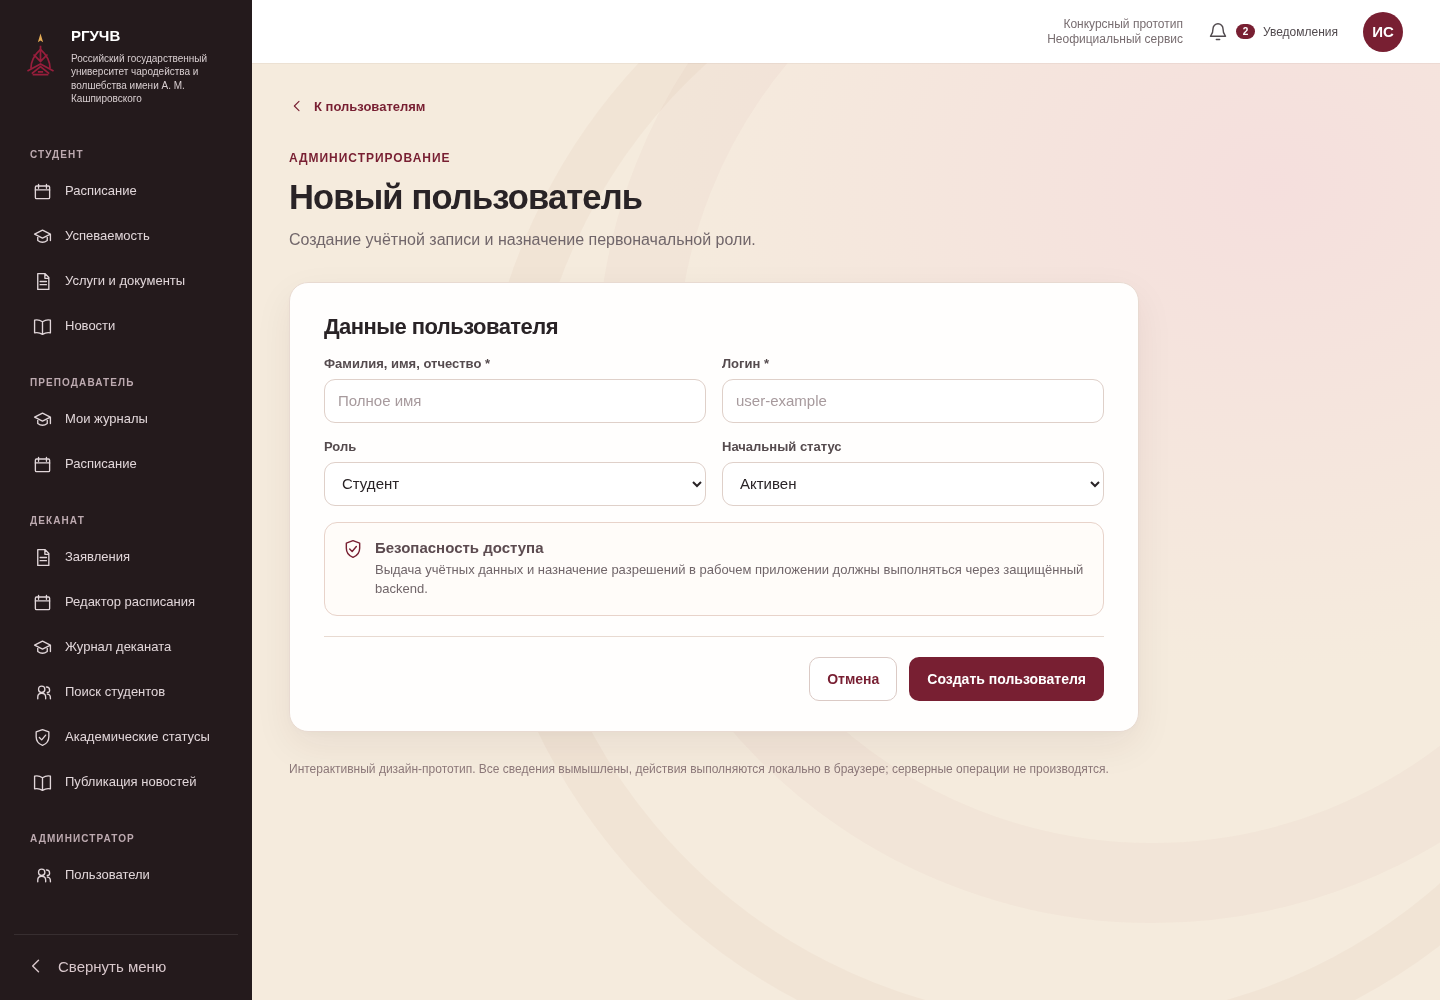 РГУЧВ
Российский государственный
университет чародейства и
волшебства имени А. М.
Кашпировского
СТУДЕНТ
Расписание
Успеваемость
Услуги и документы
Новости
ПРЕПОДАВАТЕЛЬ
Мои журналы
Расписание
ДЕКАНАТ
Заявления
Редактор расписания
Журнал деканата
Поиск студентов
Академические статусы
Публикация новостей
АДМИНИСТРАТОР
Пользователи
Свернуть меню
Конкурсный прототип
Неофициальный сервис
2 Уведомления
ИС
К пользователям
АДМИНИСТРИРОВАНИЕ
Новый пользователь
Создание учётной записи и назначение первоначальной роли.
Данные пользователя
Фамилия, имя, отчество * Логин *
Полное имя user-example
Роль Начальный статус
Студент Активен
Безопасность доступа
Выдача учётных данных и назначение разрешений в рабочем приложении должны выполняться через защищённый
backend.
Отмена Создать пользователя
Интерактивный дизайн-прототип. Все сведения вымышлены, действия выполняются локально в браузере; серверные операции не производятся.